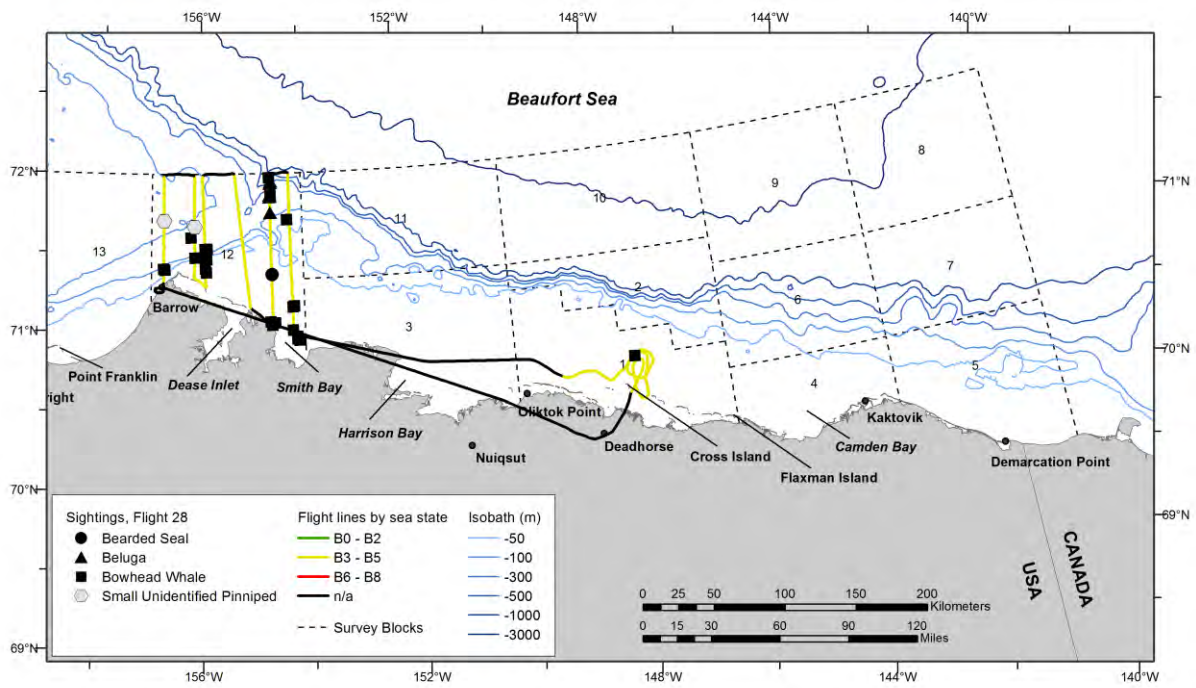 156°W 152°W 148°W 144°W 140°W
Beaufort Sea
72°N
71°N
8
9
10
11
13
12
7
2
6
3
1
5
4
71°N
70°N
Barrow
Point Franklin
right
Dease Inlet
Smith Bay
Harrison Bay
Oliktok Point
Nuiqsut
Deadhorse
Cross Island
Flaxman Island
Camden Bay
Kaktovik
Demarcation Point
70°N
69°N
69°N
USA
CANADA
Sightings, Flight 28
Bearded Seal
Beluga
Bowhead Whale
Small Unidentified Pinniped
Flight lines by sea state
B0 - B2
B3 - B5
B6 - B8
n/a
Survey Blocks
Isobath (m)
-50
-100
-300
-500
-1000
-3000
0 25 50 100 150 200
Kilometers
0 15 30 60 90 120
Miles
156°W 152°W 148°W 144°W 140°W